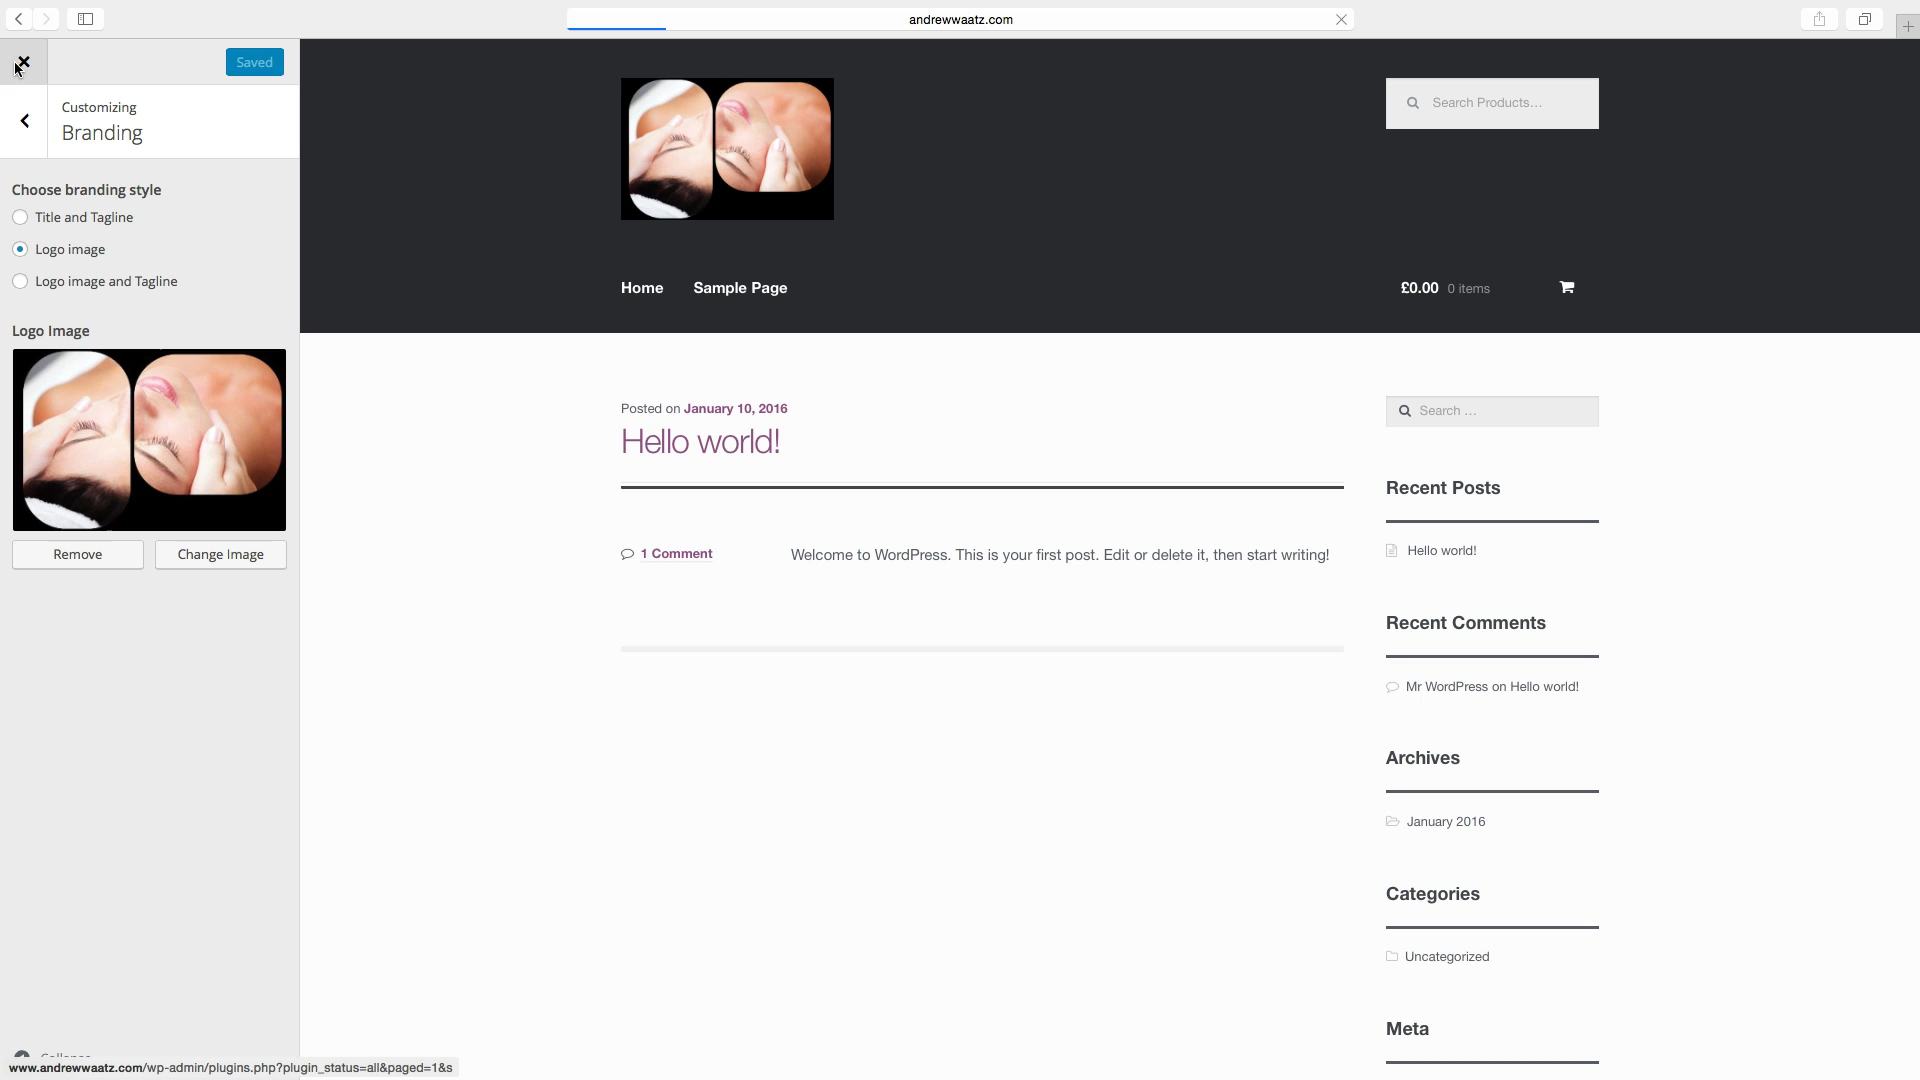 andrewwaatz.com
Saved
Customizing
Branding
Choose branding style
Title and Tagline
Logo image
Logo image and Tagline
Logo Image
Remove
Change Image
Search Products...
Home
Sample Page
£0.00 0 items
Posted on January 10, 2016
Hello world!
1 Comment
Welcome to WordPress. This is your first post. Edit or delete it, then start writing!
Search ...
Recent Posts
Hello world!
Recent Comments
Mr WordPress on Hello world!
Archives
January 2016
Categories
Uncategorized
Meta
www.andrewwaatz.com/wp-admin/plugins.php?plugin_status=all&paged=1&s